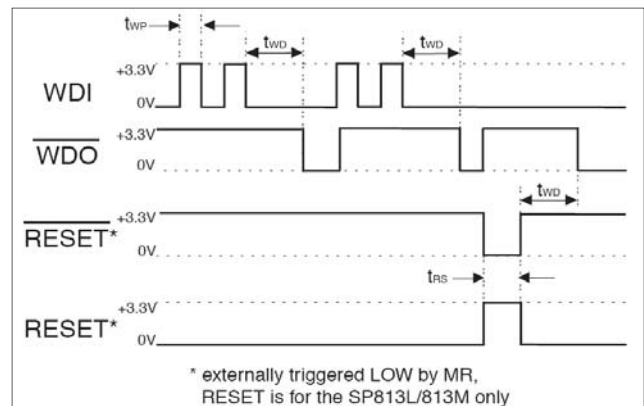 tWP
tWD
tWD
+3.3V
WDI
0V
+3.3V
WDO
0V
tWD
+3.3V
RESET*
0V
tRS
+3.3V
RESET*
0V
* externally triggered LOW by MR,
RESET is for the SP813L/813M only